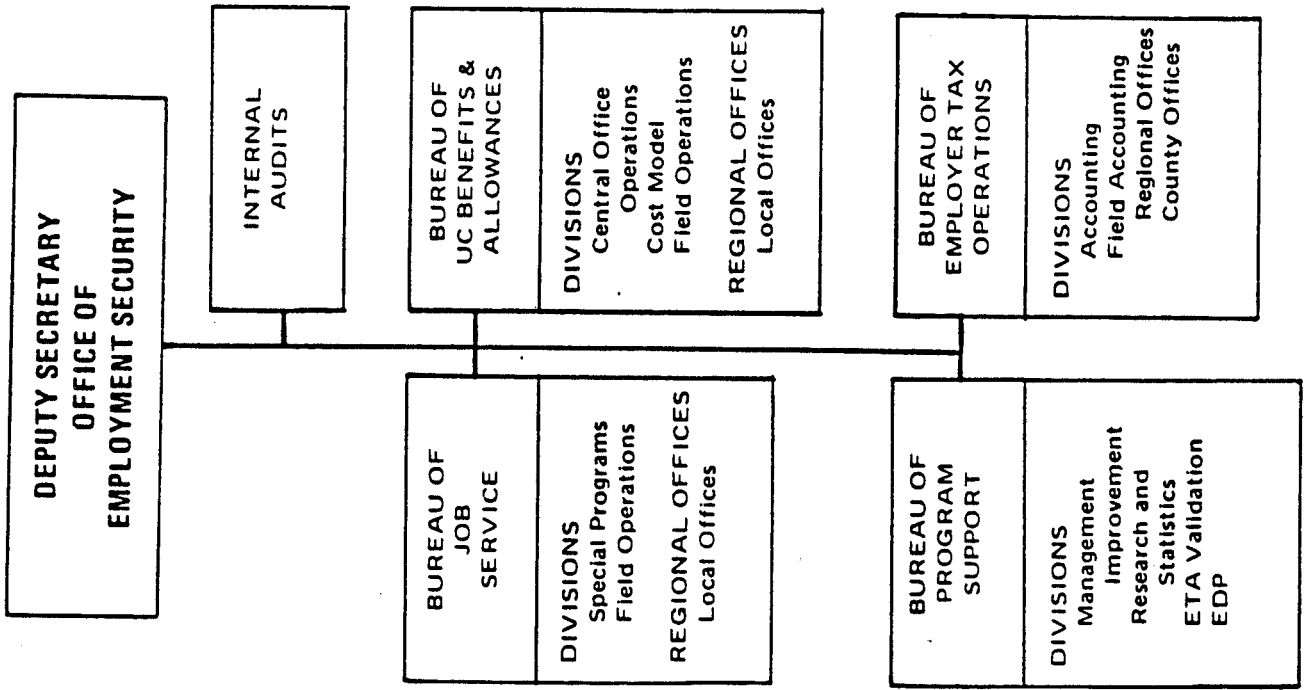 DEPUTY SECRETARY
OFFICE OF
EMPLOYMENT SECURITY
INTERNAL
AUDITS
BUREAU OF
JOB
SERVICE
DIVISIONS
Special Programs
Field Operations
REGIONAL OFFICES
Local Offices
BUREAU OF
UC BENEFITS &
ALLOWANCES
DIVISIONS
Central Office
Operations
Cost Model
Field Operations
REGIONAL OFFICES
Local Offices
BUREAU OF
PROGRAM
SUPPORT
DIVISIONS
Management
Improvement
Research and
Statistics
ETA Validation
EDP
BUREAU OF
EMPLOYER TAX
OPERATIONS
DIVISIONS
Accounting
Field Accounting
Regional Offices
County Offices